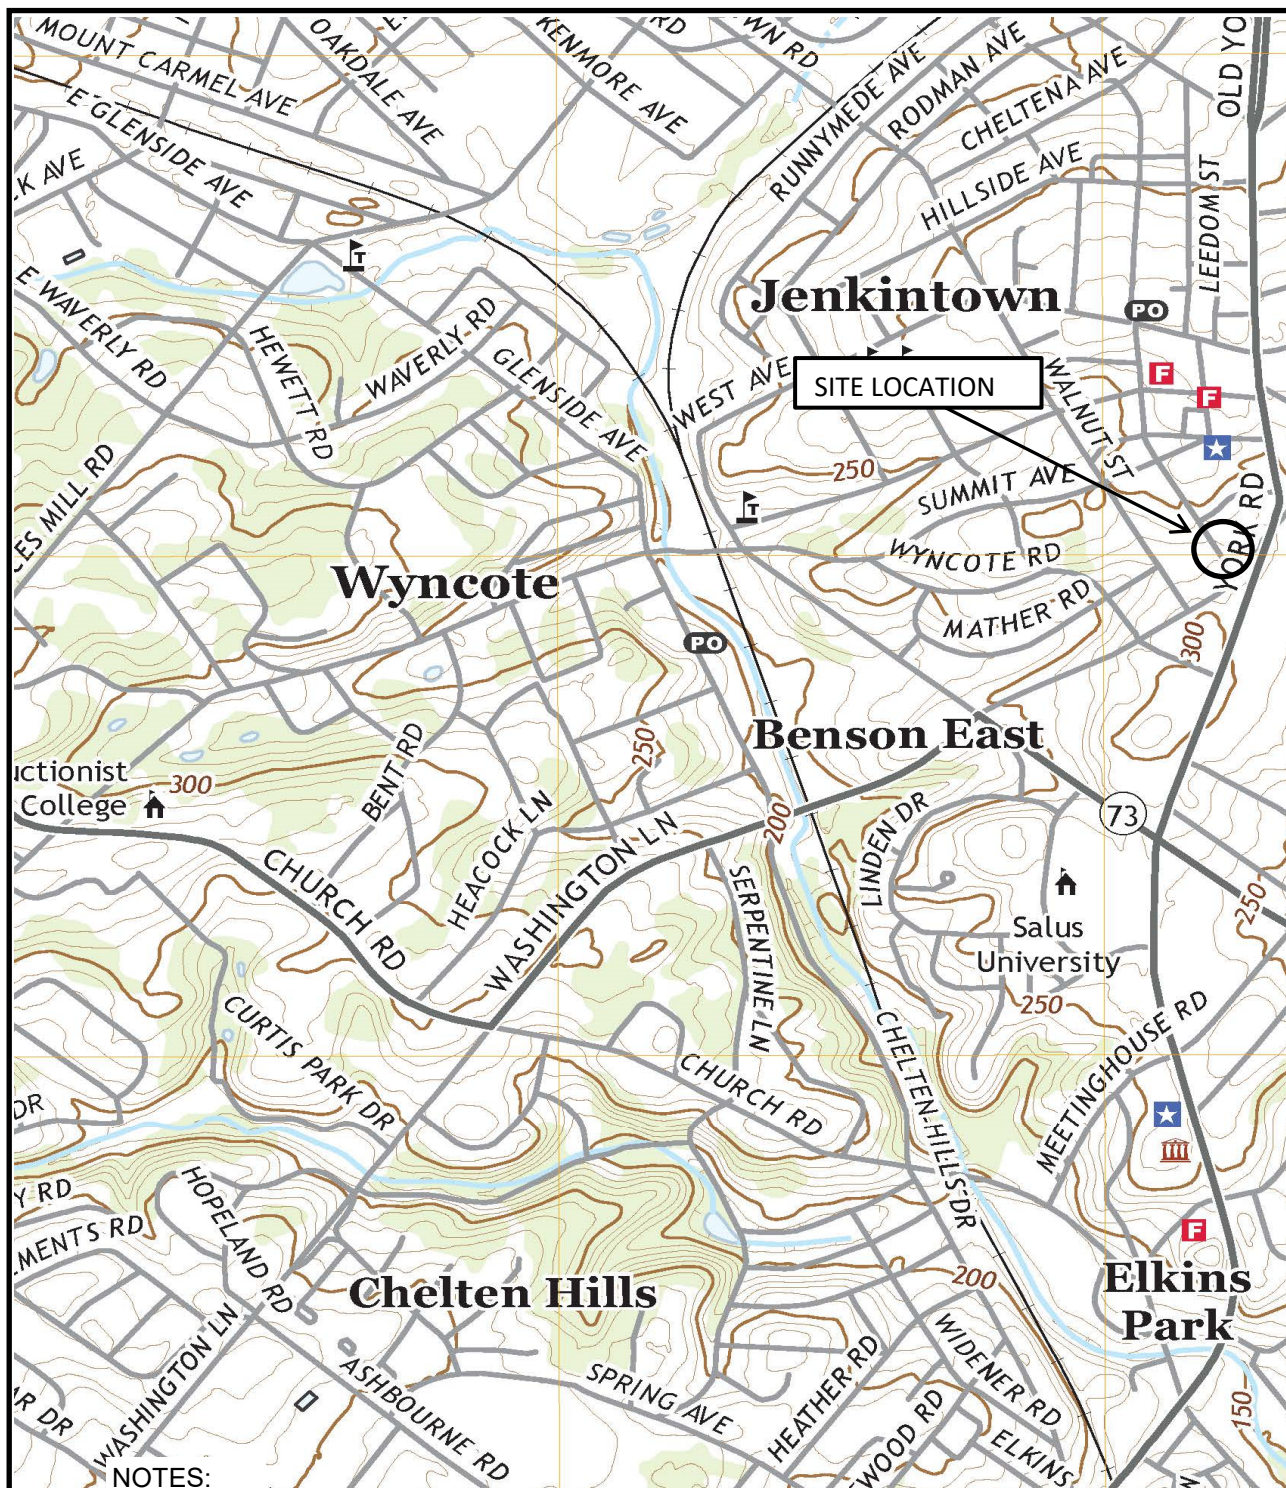 MOUNT CARMEL AVE
OAKDALE AVE
KENMORE AVE
RD
WN RD
RUNNYMEDE AVE
RODMAN AVE
CHELTENA AVE
OLD YO
E GLENSIDE AVE
K AVE
HILLSIDE AVE
LEEDOM ST
T
E WAVERLY RD
HEWETT RD
WAVERLY RD
GLENSIDE AVE
Jenkintown
PO
WEST AVE
SITE LOCATION
WALNUT ST
F
F
CES MILL RD
250
SUMMIT AVE
YORK RD
T
WYNCOTE RD
Wyncote
MATHER RD
PO
300
250
Benson East
uctionist
College
300
BENT RD
HEACOCK LN
WASHINGTON LN
200
LINDEN DR
73
CHURCH RD
SERPENTINE LN
Salus
University
250
250
CURTIS PARK DR
CHURCH RD
CHELTEN-HILLS-DR
MEETINGHOUSE RD
DR
Y RD
MENTS RD
HOPELAND RD
F
Chelten Hills
200
Elkins
Park
WASHINGTON LN
ASHBOURNE RD
SPRING AVE
HEATHER RD
WIDENER RD
150
AR DR
WOOD RD
ELKINS
NOTES: